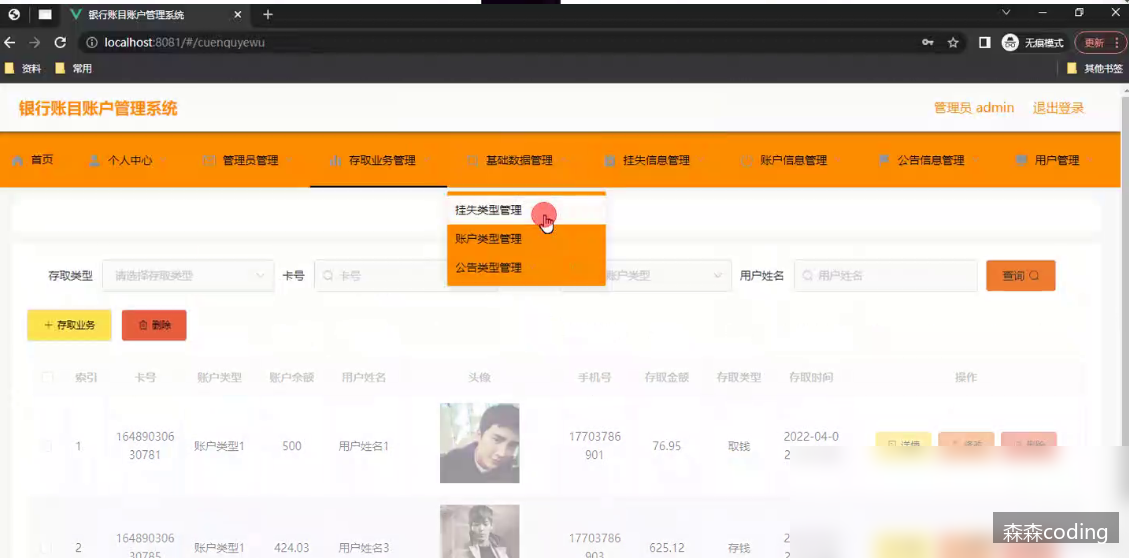 银行账目账户管理系统
localhost:8081/#/cuenquyewu
无痕模式
更新
资料 常用 其他书签
银行账目账户管理系统 管理员 admin 退出登录
首页 个人中心 管理员管理 存取业务管理 基础数据管理 挂失信息管理 账户信息管理 公告信息管理 用户管理
挂失类型管理
账户类型管理
公告类型管理
存取类型 请选择存取类型 卡号 卡号 账户类型 用户姓名 用户姓名 查询
+ 存取业务 删除
索引 卡号 账户类型 账户余额 用户姓名 头像 手机号 存取金额 存取类型 存取时间 操作
1 164890306 账户类型1 500 用户姓名1 17703786 76.95 取钱 2022-04-0 详情 修改 删除
30781 901 2
2 164890306 账户类型1 424.03 用户姓名3 17703786 625.12 存钱 2
30785 903
森森coding